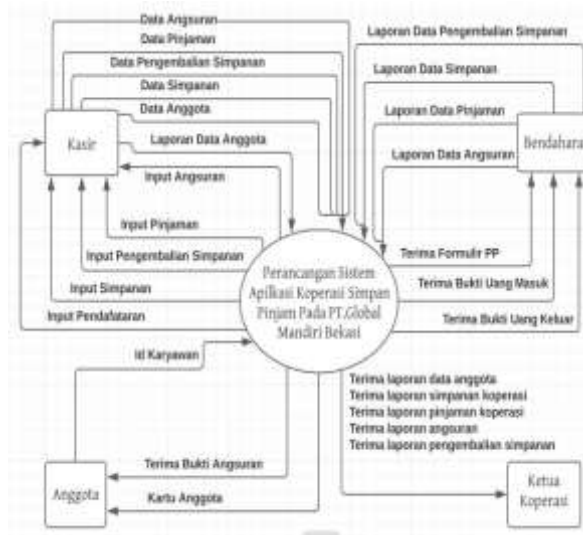 Data Angsuran
Data Pinjaman
Data Pengembalian Simpanan
Data Simpanan
Data Anggota
Kasir
Laporan Data Anggota
Input Angsuran
Input Pinjaman
Input Pengembalian Simpanan
Input Simpanan
Input Pendafataran
Laporan Data Pengembalian Simpanan
Laporan Data Simpanan
Laporan Data Pinjaman
Bendahara
Laporan Data Angsuran
Terima Formulir PP
Terima Bukti Uang Masuk
Terima Bukti Uang Keluar
Perancangan Sistem
Aplikasi Koperasi Simpan
Pinjam Pada PT.Global
Mandiri Bekasi
Id Karyawan
Terima laporan data anggota
Terima laporan simpanan koperasi
Terima laporan pinjaman koperasi
Terima laporan angsuran
Terima laporan pengembalian simpanan
Anggota
Terima Bukti Angsuran
Kartu Anggota
Ketua
Koperasi